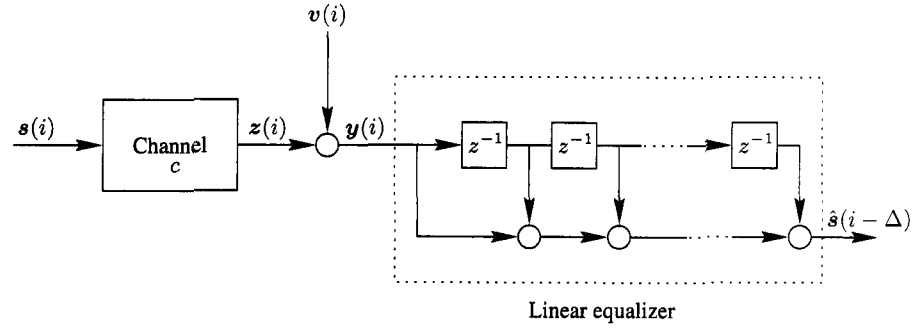 v(i)
s(i)
Channel
c
z(i)
y(i)
z⁻¹
z⁻¹
z⁻¹
ŝ(i − Δ)
Linear equalizer